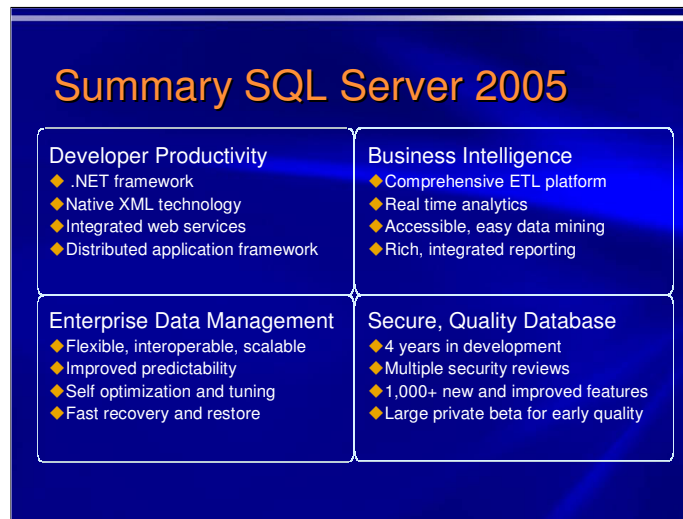 Summary SQL Server 2005
Developer Productivity
◆ .NET framework
◆Native XML technology
◆Integrated web services
◆Distributed application framework
Business Intelligence
◆Comprehensive ETL platform
◆Real time analytics
◆Accessible, easy data mining
◆Rich, integrated reporting
Enterprise Data Management
◆Flexible, interoperable, scalable
◆Improved predictability
◆Self optimization and tuning
◆Fast recovery and restore
Secure, Quality Database
◆4 years in development
◆Multiple security reviews
◆1,000+ new and improved features
◆Large private beta for early quality